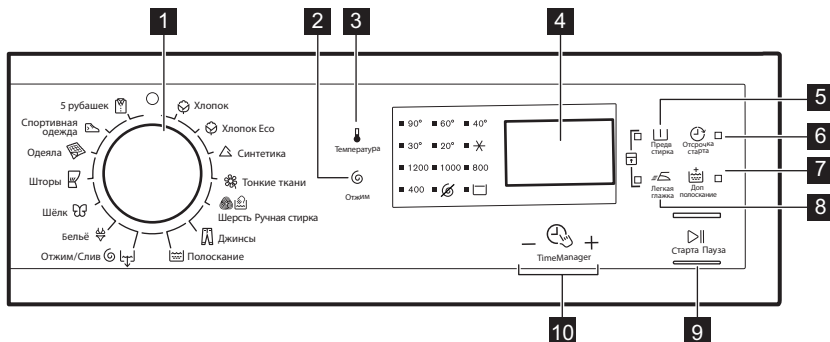 1
2
3
4
5
6
7
8
9
10
5 рубашек
Спортивная
одежда
Одеяла
Шторы
Шёлк
Бельё
Отжим/Слив
Хлопок
Хлопок Eco
Синтетика
Тонкие ткани
Шерсть Ручная стирка
Джинсы
Полоскание
Температура
Отжим
90° 60° 40°
30° 20°
1200 1000 800
400
Предв
стирка
Отсрочка
старта
Легкая
глажка
Доп
полоскание
Старта Пауза
− +
TimeManager